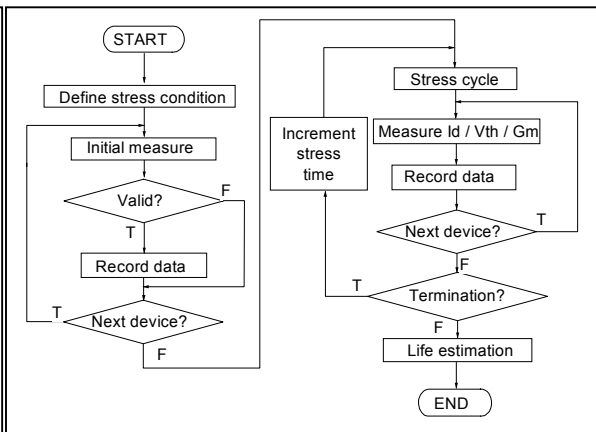 START
Define stress condition
Initial measure
Valid?
F
T
Record data
T
Next device?
F
Stress cycle
Measure Id / Vth / Gm
Increment
stress
time
Record data
Next device?
T
F
T
Termination?
F
Life estimation
END